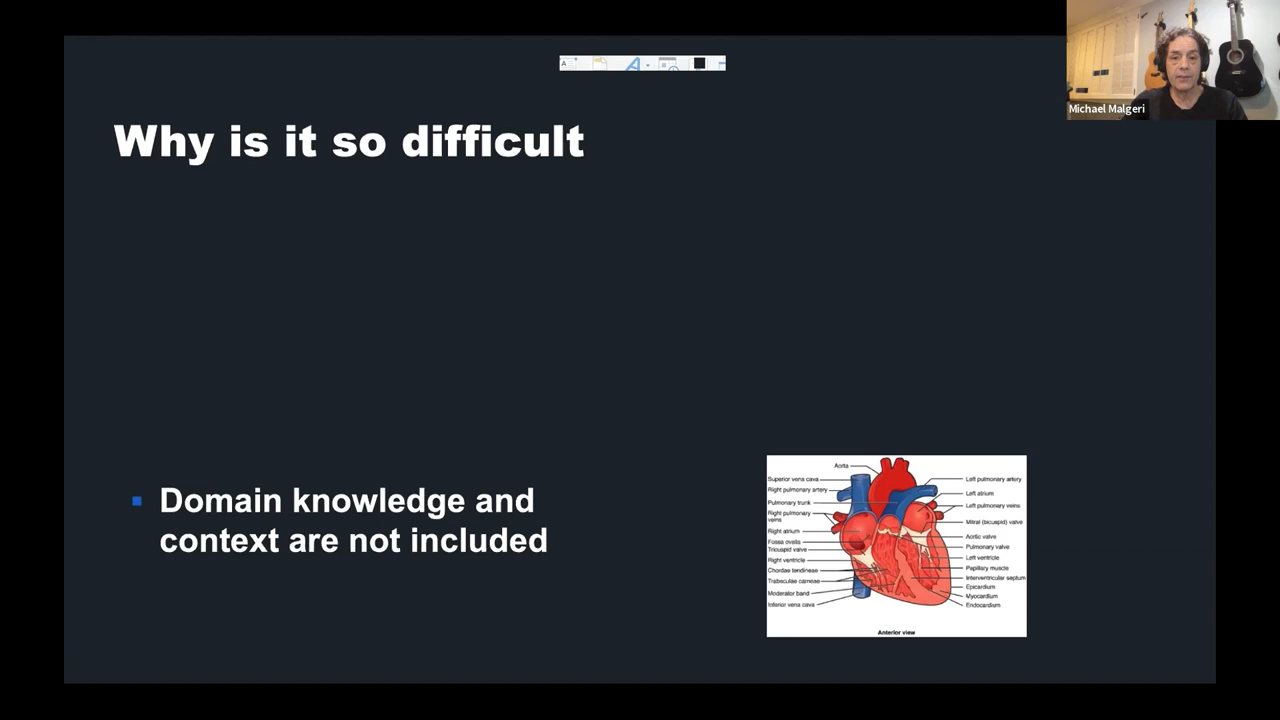 Michael Malgeri
Why is it so difficult
Domain knowledge and
context are not included
Aorta
Superior vena cava
Right pulmonary artery
Pulmonary trunk
Right pulmonary
veins
Right atrium
Fossa ovalis
Tricuspid valve
Right ventricle
Chordae tendineae
Trabeculae carneae
Moderator band
Inferior vena cava
Left pulmonary artery
Left atrium
Left pulmonary veins
Mitral (bicuspid) valve
Aortic valve
Pulmonary valve
Left ventricle
Papillary muscle
Interventricular septum
Epicardium
Myocardium
Endocardium
Anterior view